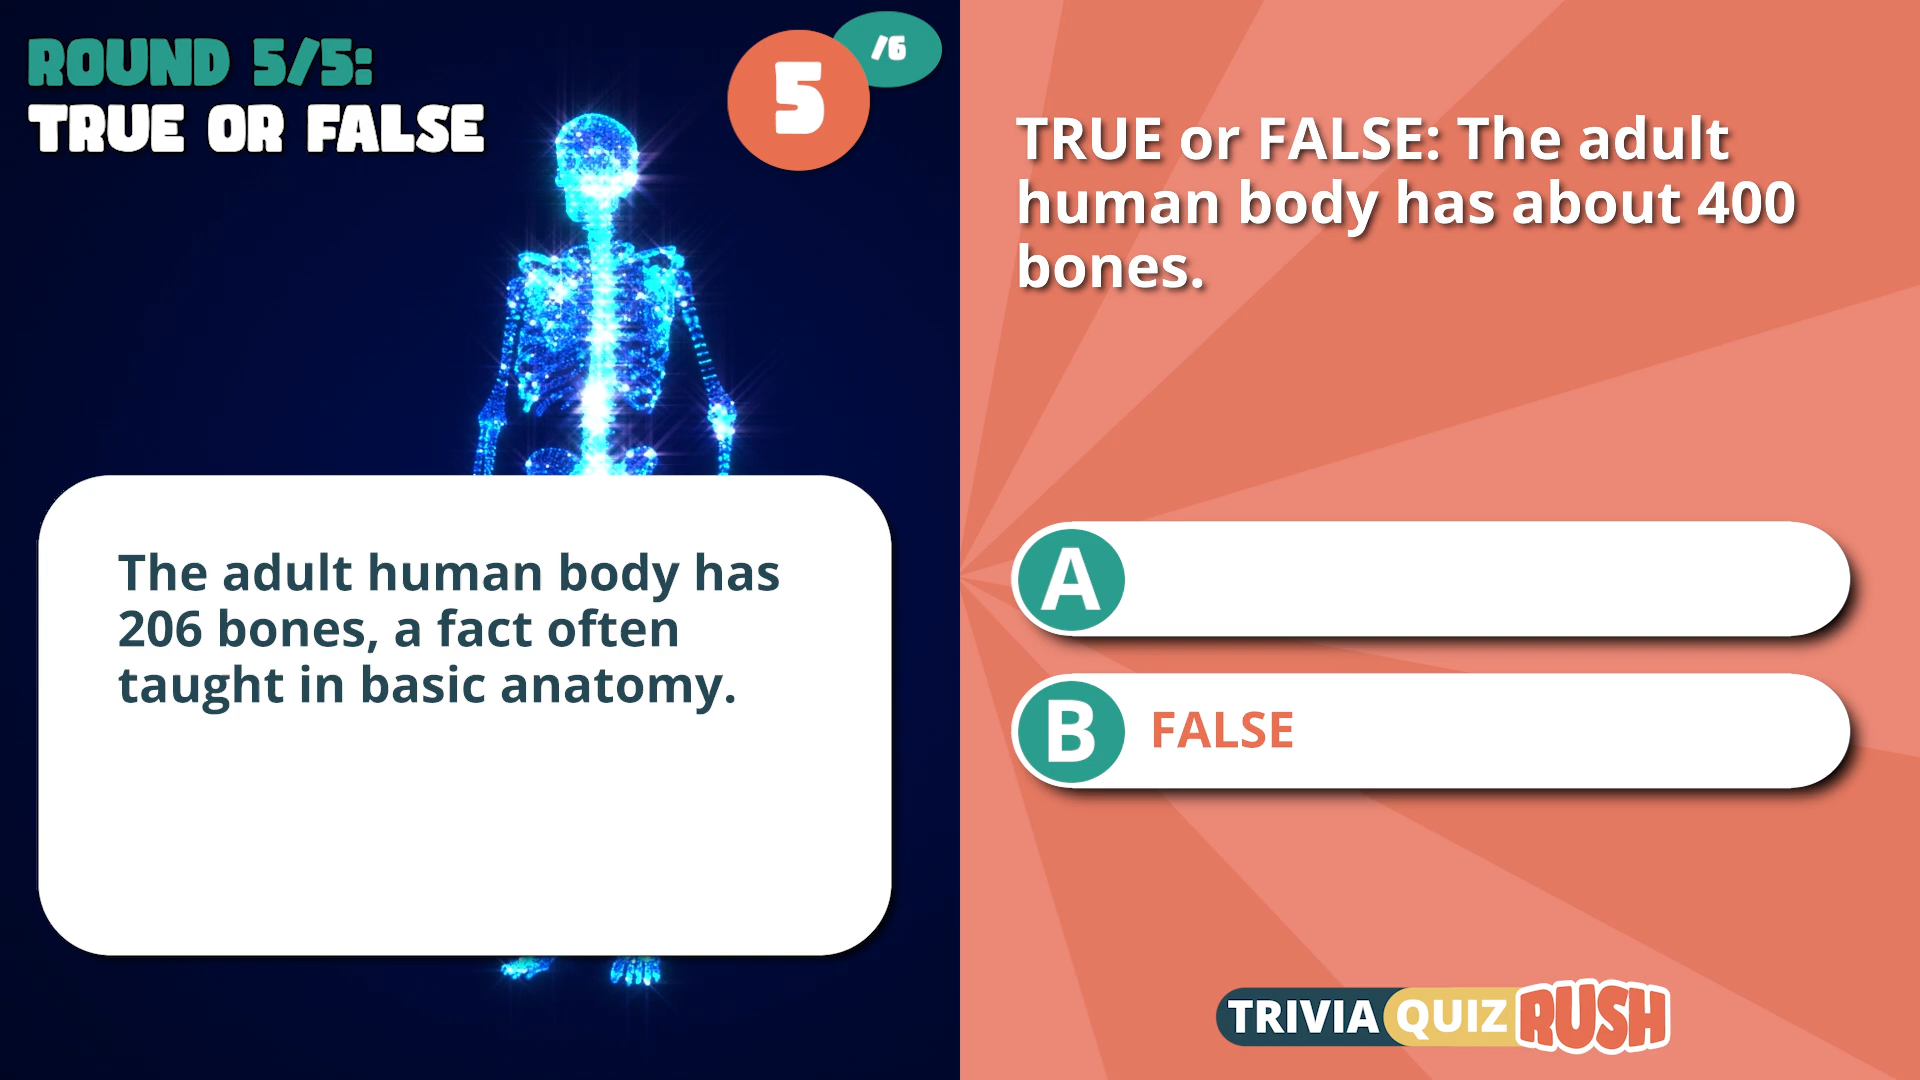 ROUND 5/5:
TRUE OR FALSE
5
/6
The adult human body has
206 bones, a fact often
taught in basic anatomy.
TRUE or FALSE: The adult
human body has about 400
bones.
A
B FALSE
TRIVIA QUIZ RUSH